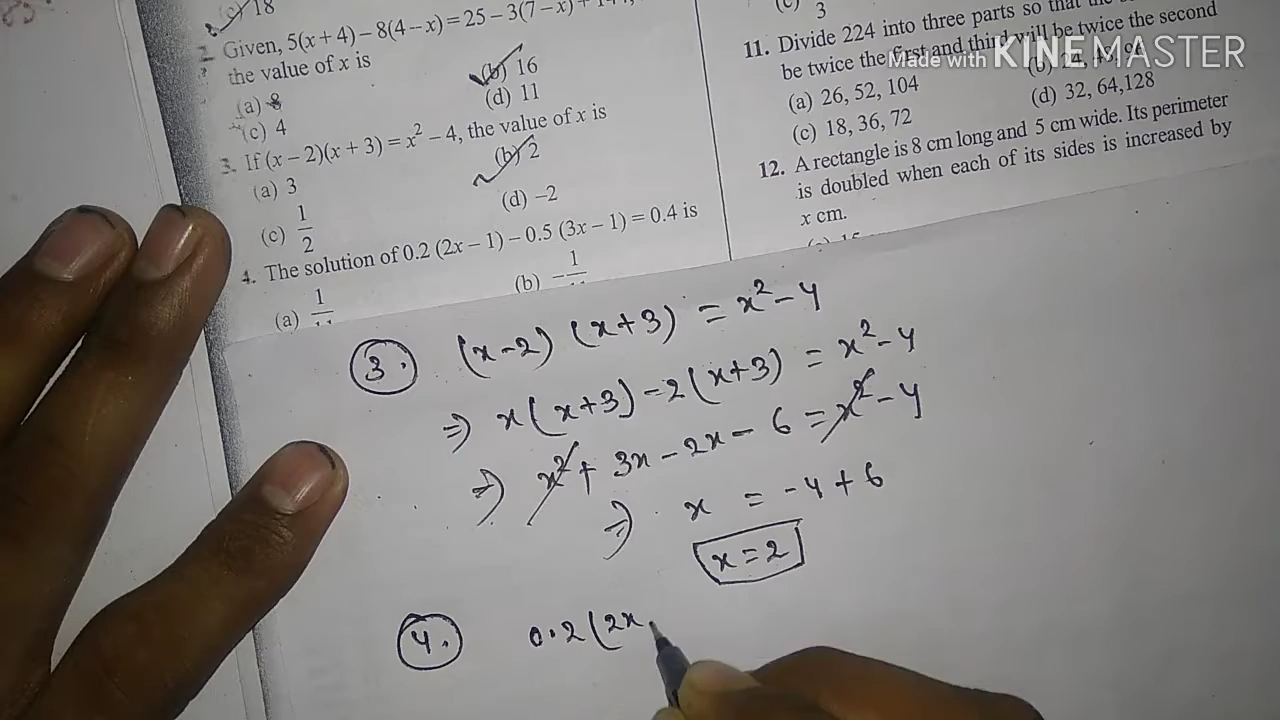 (c) 18
2. Given, 5(x + 4) – 8(4 – x) = 25 – 3(7 – x) +
the value of x is
(a) 8
(b) 16
(c) 4
(d) 11
3. If (x – 2)(x + 3) = x² – 4, the value of x is
(a) 3
(b) 2
(c) 1/2
(d) –2
4. The solution of 0.2 (2x – 1) – 0.5 (3x – 1) = 0.4 is
(a) 1
(b) – 1
(c) 3
11. Divide 224 into three parts so that the
be twice the first and third will be twice the second
(a) 26, 52, 104
(b)
(c) 18, 36, 72
(d) 32, 64,128
12. A rectangle is 8 cm long and 5 cm wide. Its perimeter
is doubled when each of its sides is increased by
x cm.
Made with KINEMASTER
3. (x-2) (x+3) = x²-4
⇒ x(x+3)-2(x+3) = x²-4
⇒ x²+3x-2x-6 = x²-4
⇒ x = -4+6
x=2
4. 0.2(2x